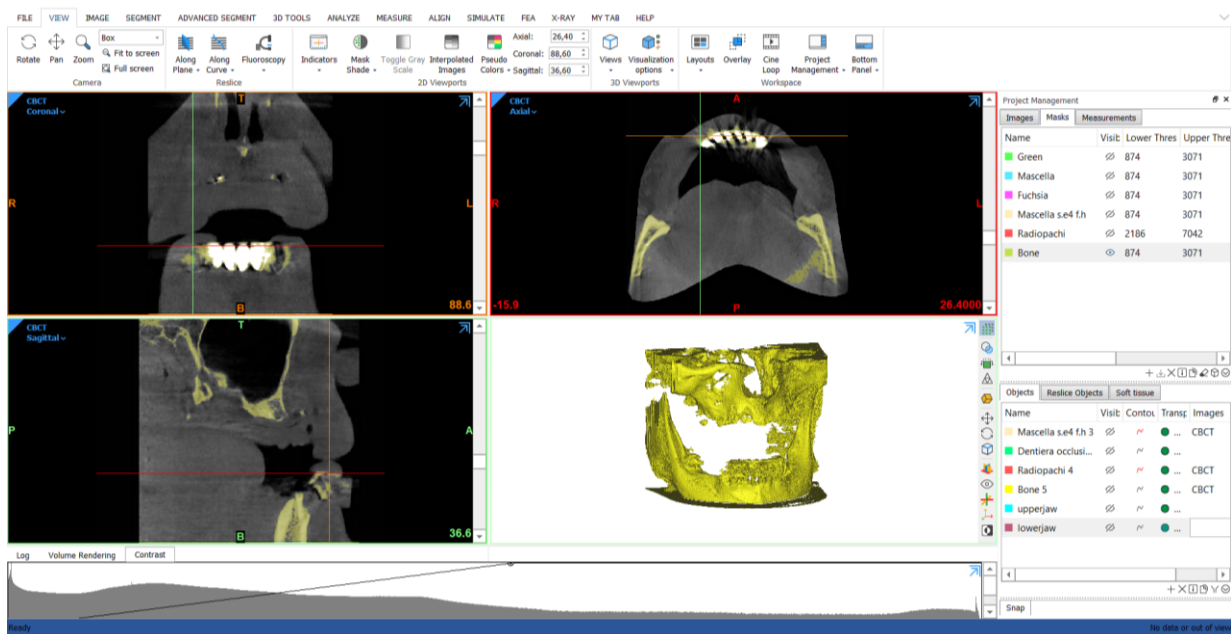 FILE VIEW IMAGE SEGMENT ADVANCED SEGMENT 3D TOOLS ANALYZE MEASURE ALIGN SIMULATE FEA X-RAY MY TAB HELP
Rotate Pan Zoom
Box
Fit to screen
Full screen
Camera
Along Plane
Along Curve
Fluoroscopy
Reslice
Indicators
Mask Shade
Toggle Gray Scale
Interpolated Images
Pseudo Colors
Axial: 26,40
Coronal: 88,60
Sagittal: 36,60
2D Viewports
Views
Visualization options
3D Viewports
Layouts
Overlay
Cine Loop
Project Management
Bottom Panel
Workspace
CBCT
Coronal
T
R
L
B
88.6
CBCT
Axial
A
R
L
-15.9
P
26.4000
CBCT
Sagittal
T
P
A
B
36.6
Project Management
Images Masks Measurements
Name Visit Lower Thres Upper Thre
Green 874 3071
Mascella 874 3071
Fuchsia 874 3071
Mascella s.e4 f.h 874 3071
Radiopachi 2186 7042
Bone 874 3071
Objects Reslice Objects Soft tissue
Name Visit Contou Transp Images
Mascella s.e4 f.h 3 ... CBCT
Dentiera occlusi... ...
Radiopachi 4 ... CBCT
Bone 5 ... CBCT
upperjaw ...
lowerjaw ...
Snap
Log Volume Rendering Contrast
Ready
No data or out of view